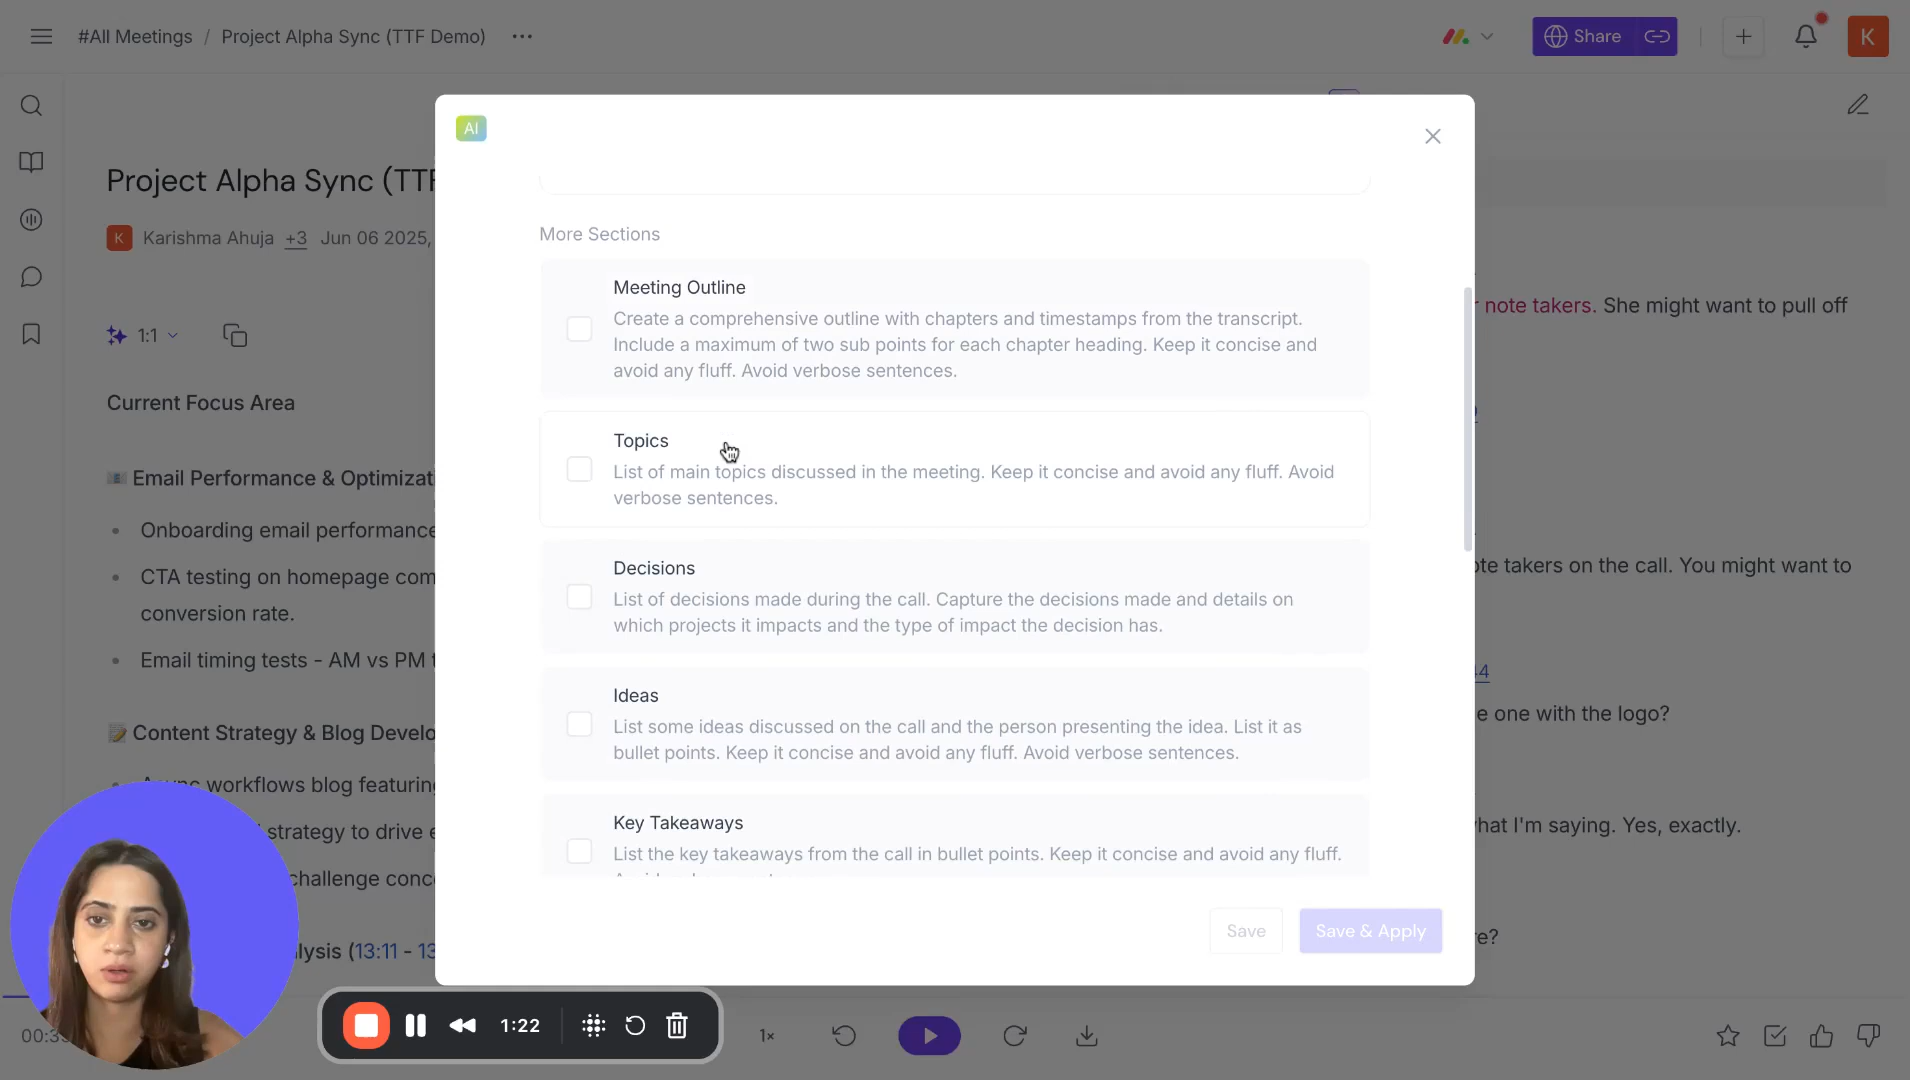 #All Meetings / Project Alpha Sync (TTF Demo) ...
Share
K
AI
Project Alpha Sync (TTF
K Karishma Ahuja +3 Jun 06 2025,
1:1
Current Focus Area
Email Performance & Optimizat
Onboarding email performance
CTA testing on homepage com
conversion rate.
Email timing tests - AM vs PM
Content Strategy & Blog Develo
workflows blog featuring
strategy to drive
challenge conc
lysis (13:11 - 13
More Sections
Meeting Outline
Create a comprehensive outline with chapters and timestamps from the transcript.
Include a maximum of two sub points for each chapter heading. Keep it concise and
avoid any fluff. Avoid verbose sentences.
Topics
List of main topics discussed in the meeting. Keep it concise and avoid any fluff. Avoid
verbose sentences.
Decisions
List of decisions made during the call. Capture the decisions made and details on
which projects it impacts and the type of impact the decision has.
Ideas
List some ideas discussed on the call and the person presenting the idea. List it as
bullet points. Keep it concise and avoid any fluff. Avoid verbose sentences.
Key Takeaways
List the key takeaways from the call in bullet points. Keep it concise and avoid any fluff.
Save
Save & Apply
note takers. She might want to pull off
takers on the call. You might want to
44
one with the logo?
what I'm saying. Yes, exactly.
1:22
1x